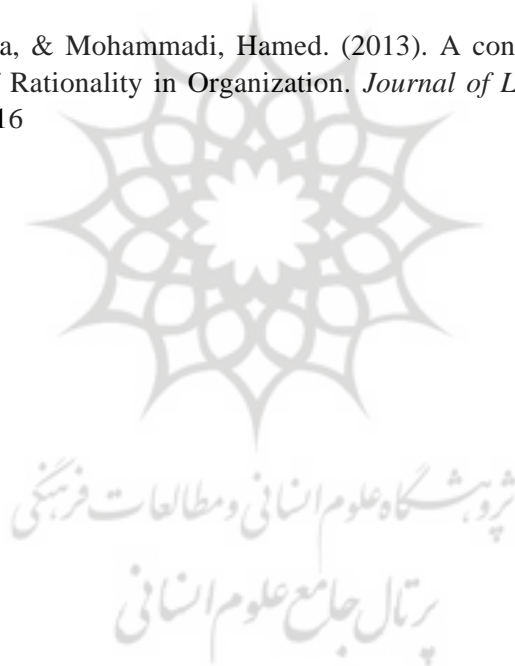 a, & Mohammadi, Hamed. (2013). A con
Rationality in Organization. Journal of L
16
پژوهشگاه علوم انسانی و مطالعات فرهنگی
پرتال جامع علوم انسانی